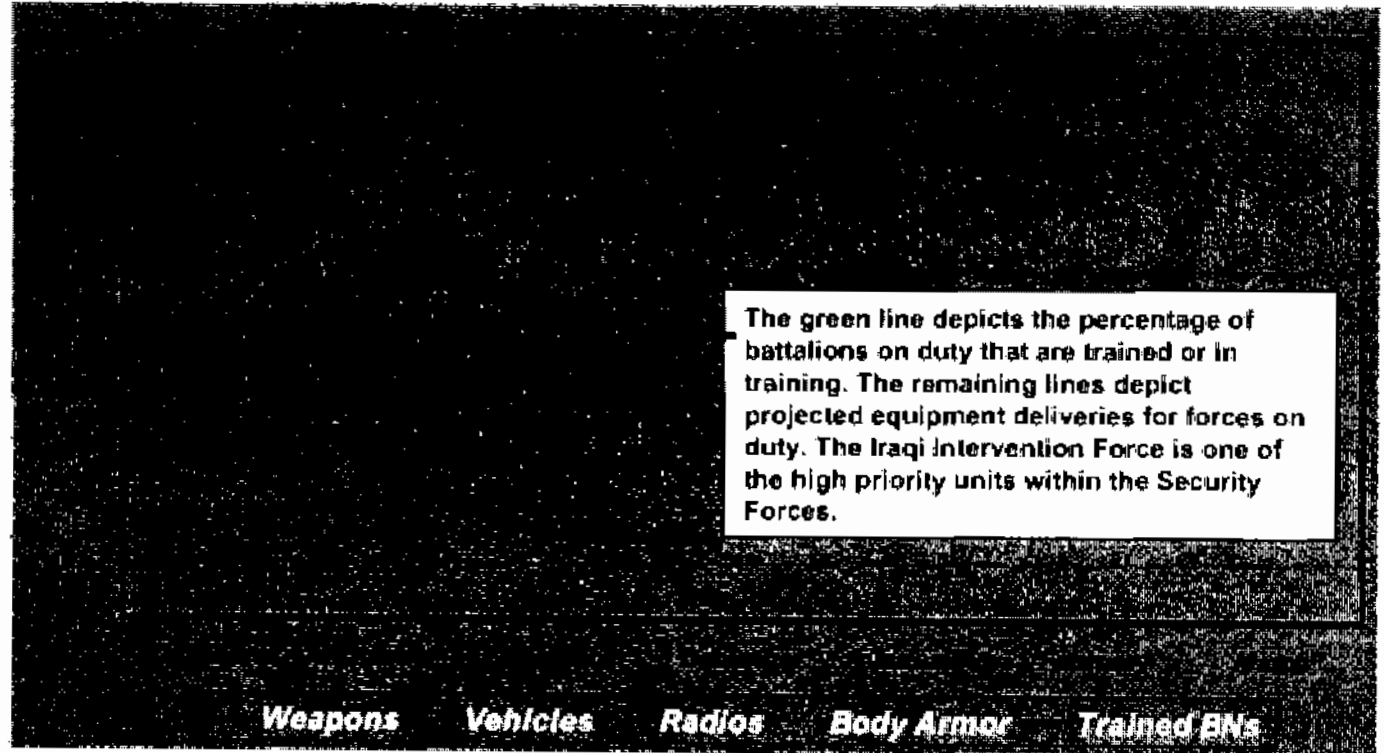 The green line depicts the percentage of
battalions on duty that are trained or in
training. The remaining lines depict
projected equipment deliveries for forces on
duty. The Iraqi Intervention Force is one of
the high priority units within the Security
Forces.
Weapons Vehicles Radios Body Armor Trained BNs